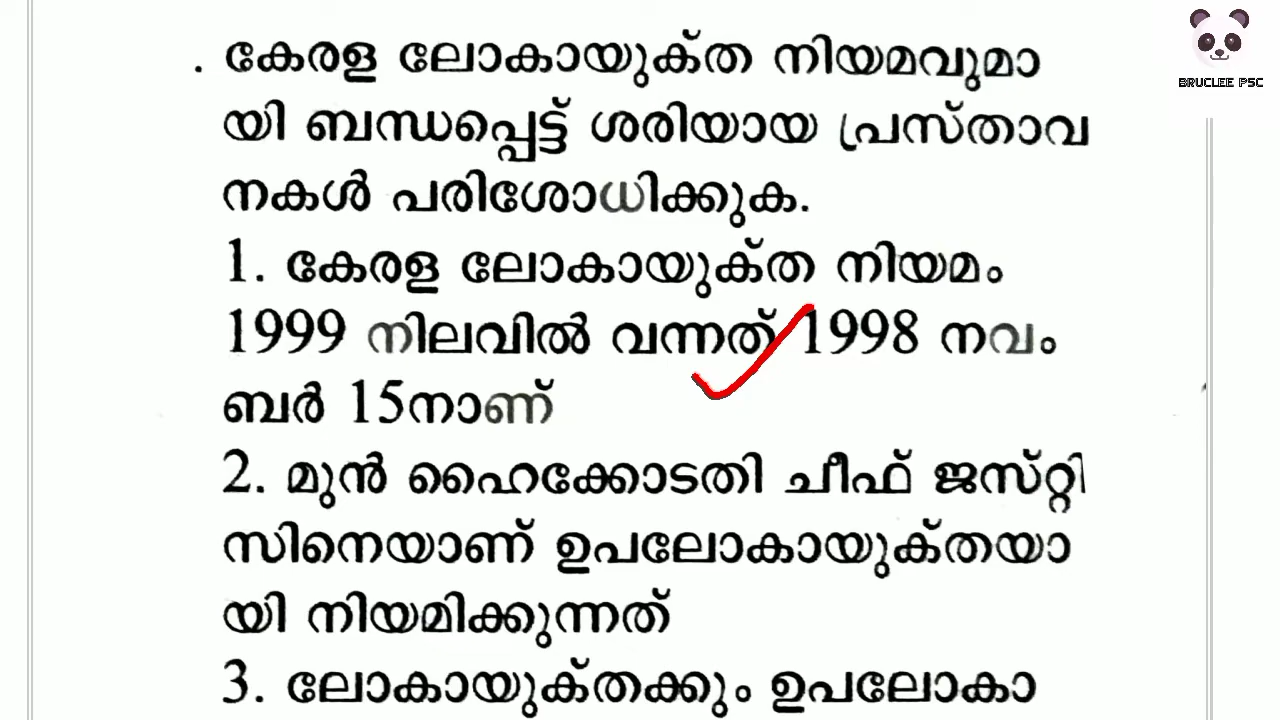 BRUCLEE PSC
. കേരള ലോകായുക്ത നിയമവുമാ
യി ബന്ധപ്പെട്ട് ശരിയായ പ്രസ്താവ
നകൾ പരിശോധിക്കുക.
1. കേരള ലോകായുക്ത നിയമം
1999 നിലവിൽ വന്നത് 1998 നവം
ബർ 15നാണ്
2. മുൻ ഹൈക്കോടതി ചീഫ് ജസ്റ്റി
സിനെയാണ് ഉപലോകായുക്തയാ
യി നിയമിക്കുന്നത്
3. ലോകായുക്തക്കും ഉപലോകാ